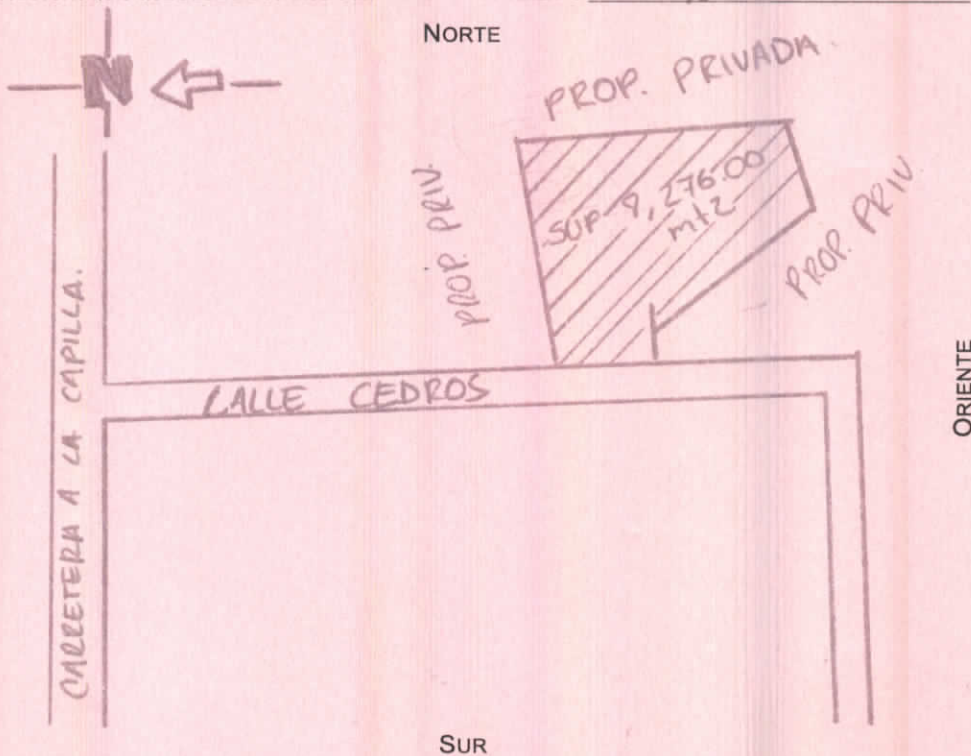 NORTE
N
PROP. PRIVADA.
PROP. PRIV.
SUP 9,276.00
mt2
PROP. PRIV.
CALLE CEDROS
CARRETERA A LA CAPILLA.
ORIENTE
SUR